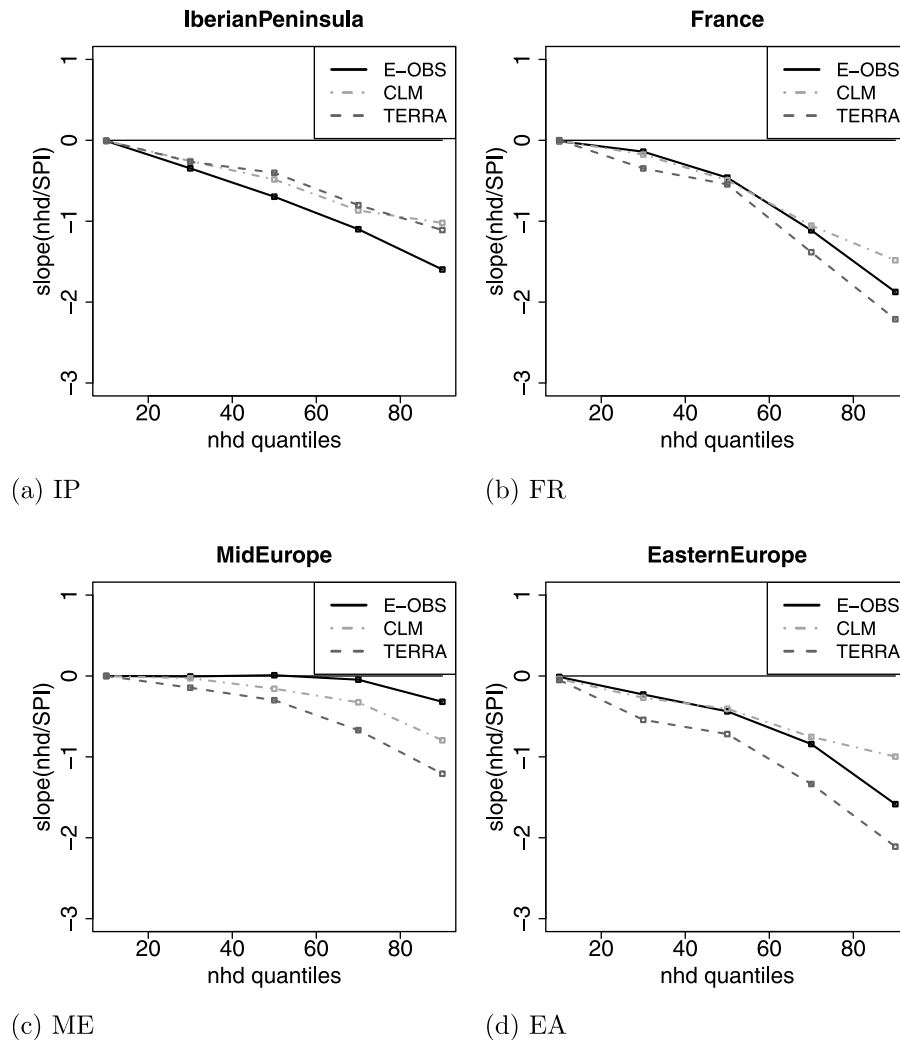 IberianPeninsula
1
0
−1
−2
−3
slope(nhd/SPI)
E−OBS
CLM
TERRA
20 40 60 80
nhd quantiles
(a) IP
France
1
0
−1
−2
−3
slope(nhd/SPI)
E−OBS
CLM
TERRA
20 40 60 80
nhd quantiles
(b) FR
MidEurope
1
0
−1
−2
−3
slope(nhd/SPI)
E−OBS
CLM
TERRA
20 40 60 80
nhd quantiles
(c) ME
EasternEurope
1
0
−1
−2
−3
slope(nhd/SPI)
E−OBS
CLM
TERRA
20 40 60 80
nhd quantiles
(d) EA